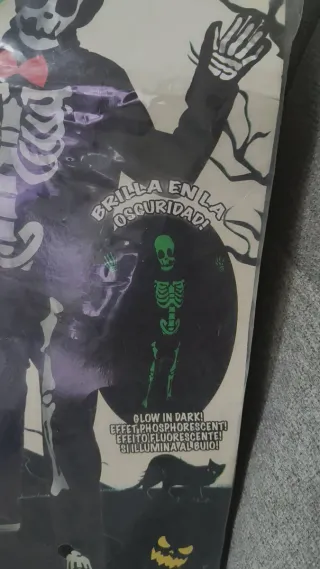 BRILLA EN LA
¡OSCURIDAD!
GLOW IN DARK!
EFFET PHOSPHORESCENT!
EFEITO FLUORESCENTE!
SI ILLUMINA AL BUIO!